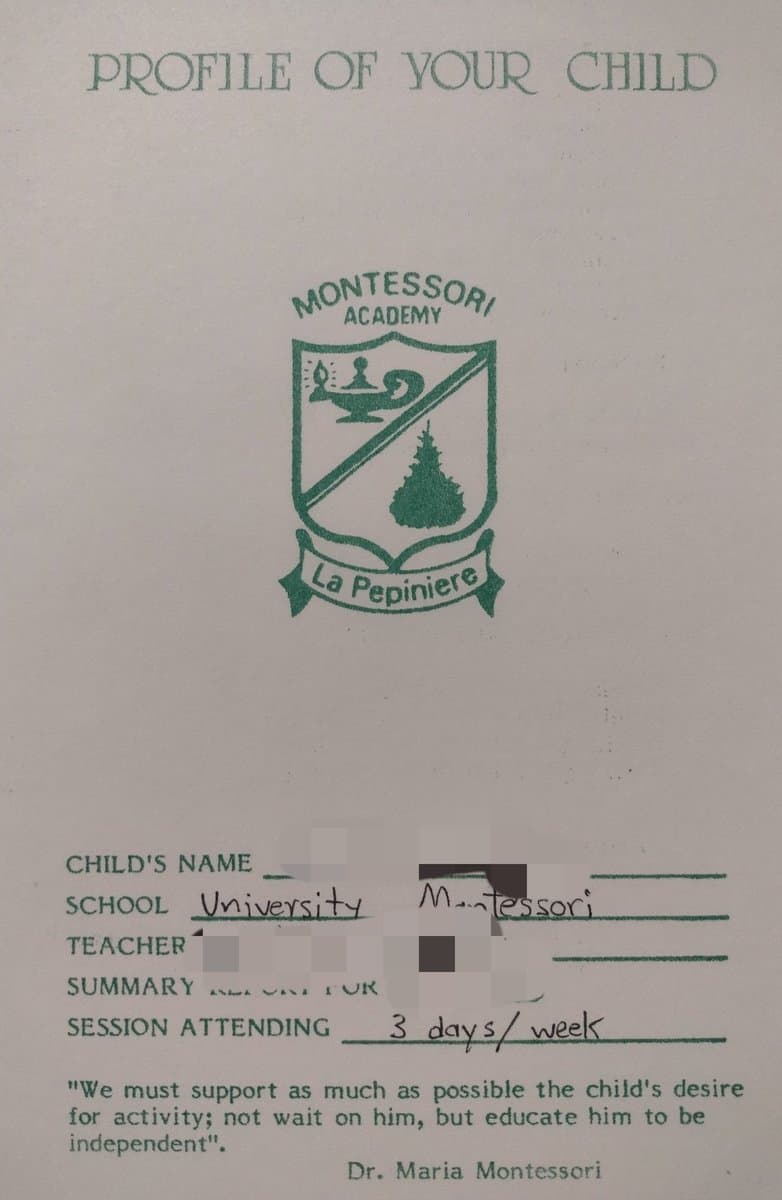 PROFILE OF YOUR CHILD
MONTESSORI
ACADEMY
La Pepiniere
CHILD'S NAME
SCHOOL University Montessori
TEACHER
SUMMARY
SESSION ATTENDING 3 days/week
"We must support as much as possible the child's desire
for activity; not wait on him, but educate him to be
independent".
Dr. Maria Montessori